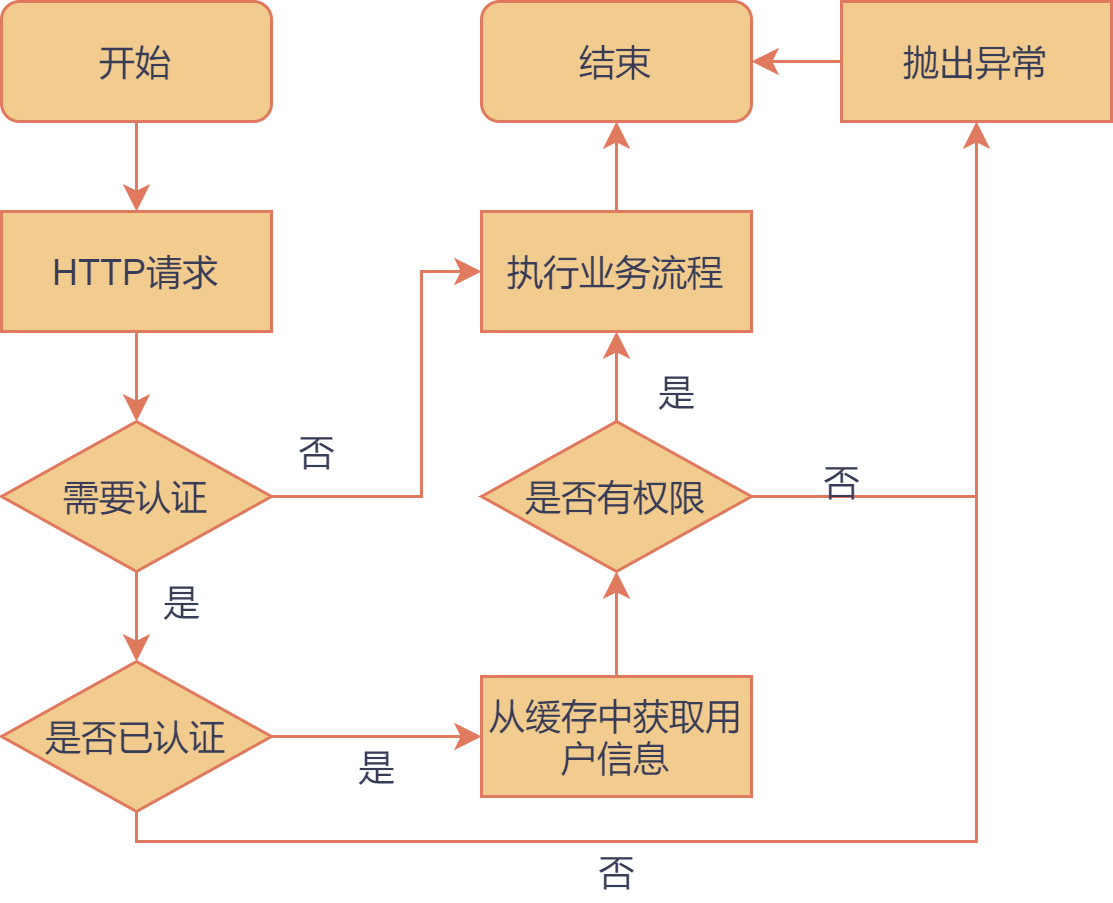 开始
结束
抛出异常
HTTP请求
执行业务流程
是
否
否
需要认证
是否有权限
是
是否已认证
从缓存中获取用
户信息
是
否